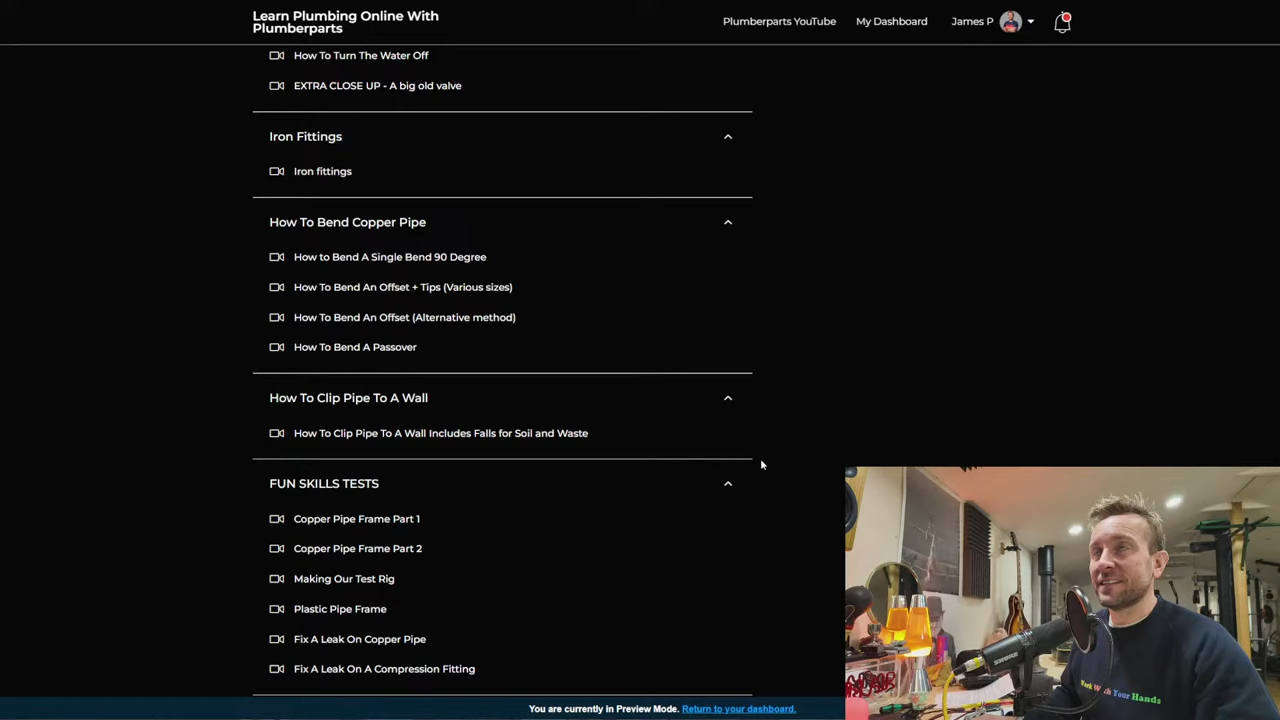 Learn Plumbing Online With
Plumberparts
Plumberparts YouTube
My Dashboard
James P
How To Turn The Water Off
EXTRA CLOSE UP - A big old valve
Iron Fittings
Iron fittings
How To Bend Copper Pipe
How to Bend A Single Bend 90 Degree
How To Bend An Offset + Tips (Various sizes)
How To Bend An Offset (Alternative method)
How To Bend A Passover
How To Clip Pipe To A Wall
How To Clip Pipe To A Wall Includes Falls for Soil and Waste
FUN SKILLS TESTS
Copper Pipe Frame Part 1
Copper Pipe Frame Part 2
Making Our Test Rig
Plastic Pipe Frame
Fix A Leak On Copper Pipe
Fix A Leak On A Compression Fitting
SHURE
Work With Your Hands
You are currently in Preview Mode. Return to your dashboard.